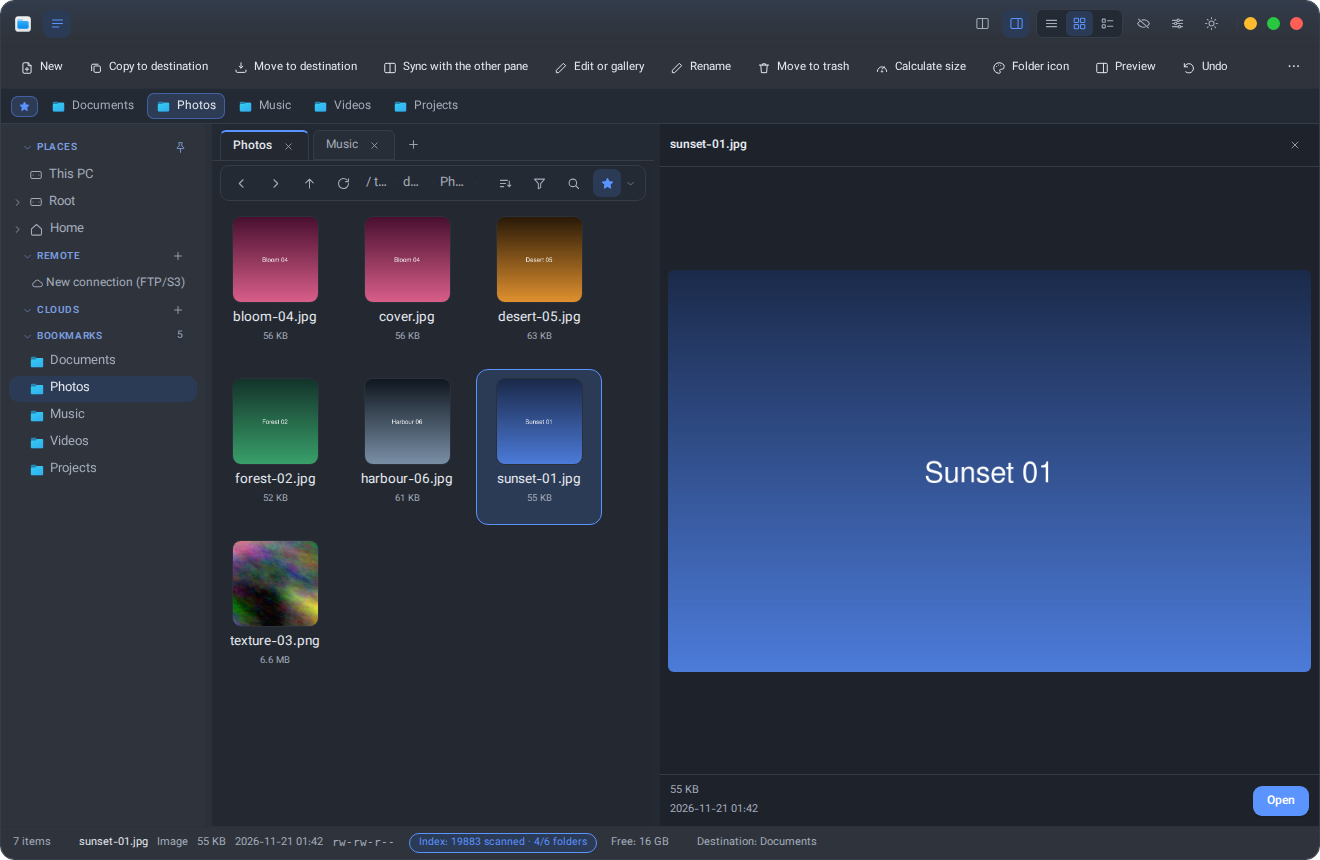 New Copy to destination Move to destination Sync with the other pane Edit or gallery Rename Move to trash Calculate size Folder icon Preview Undo
Documents Photos Music Videos Projects
PLACES
This PC
Root
Home
REMOTE
New connection (FTP/S3)
CLOUDS
BOOKMARKS 5
Documents
Photos
Music
Videos
Projects
Photos Music
/ t... d... Ph...
Bloom 04
bloom-04.jpg
56 KB
Bloom 04
cover.jpg
56 KB
Desert 05
desert-05.jpg
63 KB
Forest 02
forest-02.jpg
52 KB
Harbour 06
harbour-06.jpg
61 KB
Sunset 01
sunset-01.jpg
55 KB
texture-03.png
6.6 MB
sunset-01.jpg
Sunset 01
55 KB
2026-11-21 01:42
Open
7 items sunset-01.jpg Image 55 KB 2026-11-21 01:42 rw-rw-r-- Index: 19883 scanned · 4/6 folders Free: 16 GB Destination: Documents